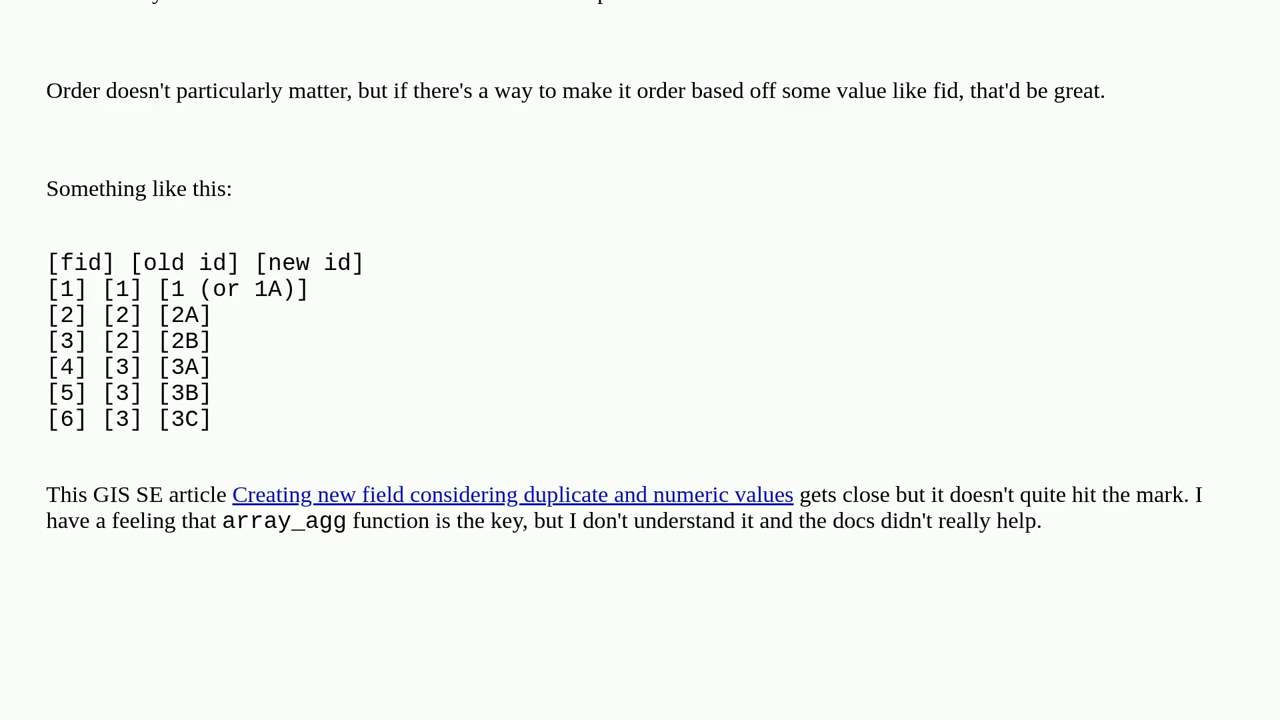 Order doesn't particularly matter, but if there's a way to make it order based off some value like fid, that'd be great.
Something like this:
[fid] [old id] [new id]
[1] [1] [1 (or 1A)]
[2] [2] [2A]
[3] [2] [2B]
[4] [3] [3A]
[5] [3] [3B]
[6] [3] [3C]
This GIS SE article Creating new field considering duplicate and numeric values gets close but it doesn't quite hit the mark. I
have a feeling that array_agg function is the key, but I don't understand it and the docs didn't really help.